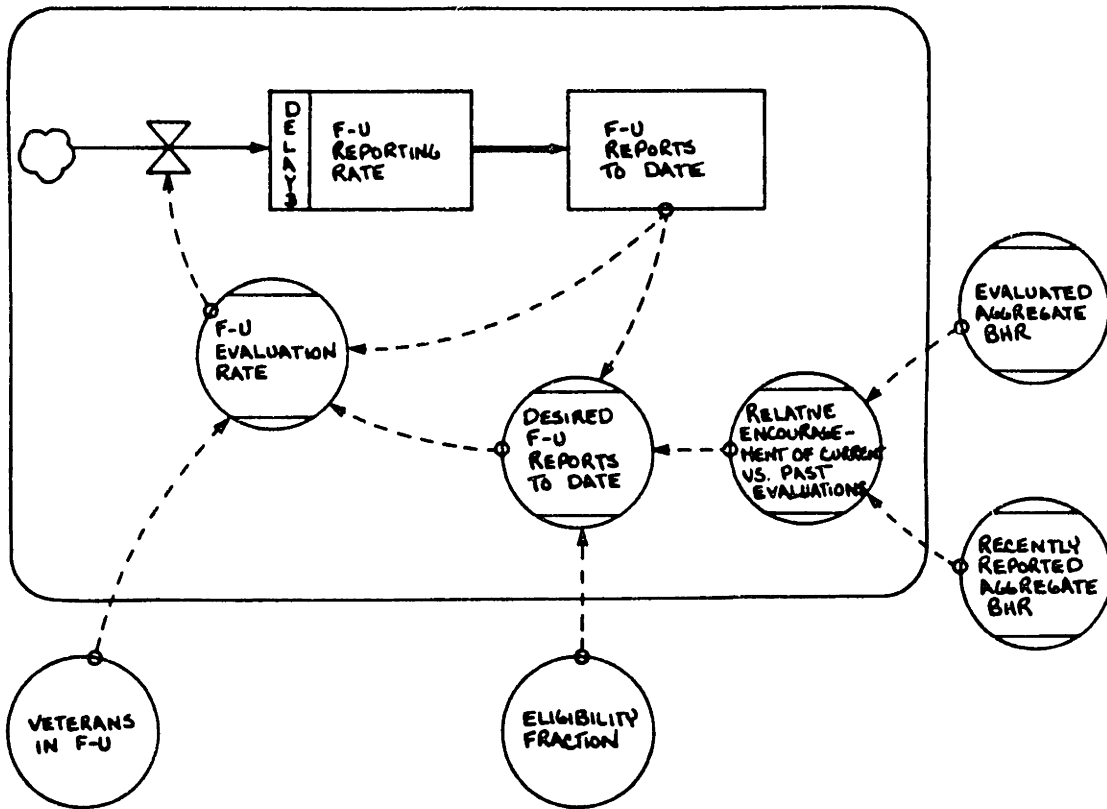 DELAY3
F-U
REPORTING
RATE
F-U
REPORTS
TO DATE
F-U
EVALUATION
RATE
DESIRED
F-U
REPORTS
TO DATE
RELATIVE
ENCOURAGE-
MENT OF CURRENT
VS. PAST
EVALUATIONS
EVALUATED
AGGREGATE
BHR
RECENTLY
REPORTED
AGGREGATE
BHR
VETERANS
IN F-U
ELIGIBILITY
FRACTION